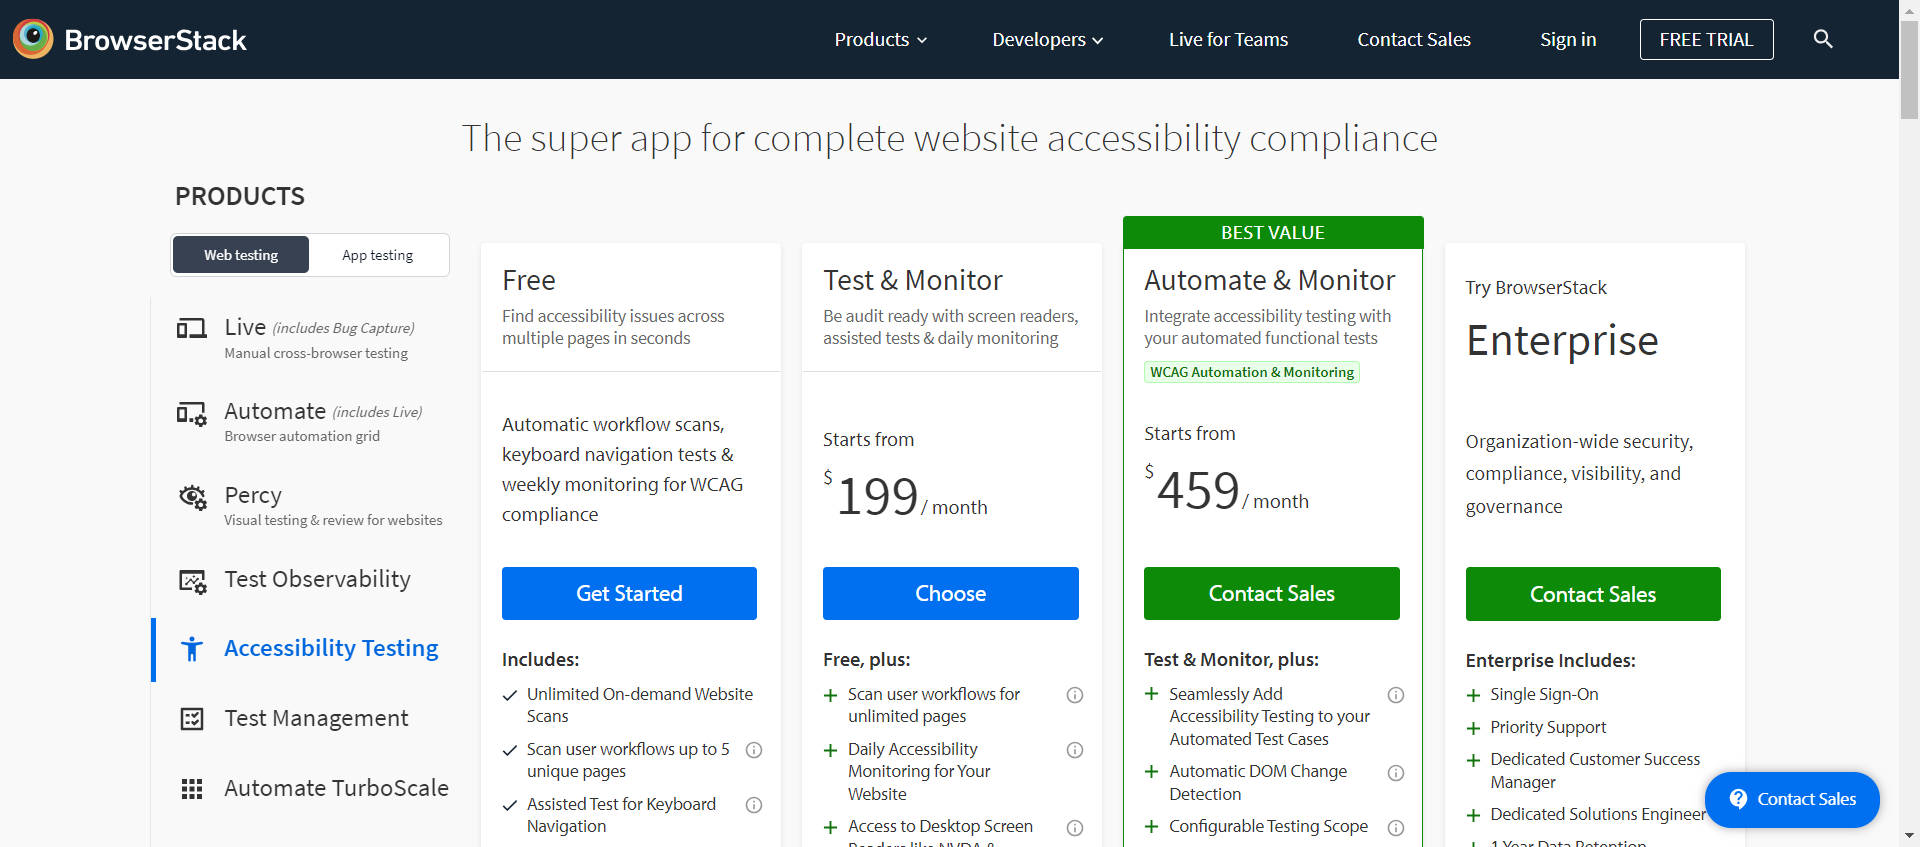 BrowserStack
Products
Developers
Live for Teams
Contact Sales
Sign in
FREE TRIAL
The super app for complete website accessibility compliance
PRODUCTS
Web testing
App testing
Live (includes Bug Capture)
Manual cross-browser testing
Automate (includes Live)
Browser automation grid
Percy
Visual testing & review for websites
Test Observability
Accessibility Testing
Test Management
Automate TurboScale
Free
Find accessibility issues across
multiple pages in seconds
Automatic workflow scans,
keyboard navigation tests &
weekly monitoring for WCAG
compliance
Get Started
Includes:
Unlimited On-demand Website
Scans
Scan user workflows up to 5
unique pages
Assisted Test for Keyboard
Navigation
Test & Monitor
Be audit ready with screen readers,
assisted tests & daily monitoring
Starts from
$199/ month
Choose
Free, plus:
Scan user workflows for
unlimited pages
Daily Accessibility
Monitoring for Your
Website
Access to Desktop Screen
Readers like NVDA &
BEST VALUE
Automate & Monitor
Integrate accessibility testing with
your automated functional tests
WCAG Automation & Monitoring
Starts from
$459/ month
Contact Sales
Test & Monitor, plus:
Seamlessly Add
Accessibility Testing to your
Automated Test Cases
Automatic DOM Change
Detection
Configurable Testing Scope
Try BrowserStack
Enterprise
Organization-wide security,
compliance, visibility, and
governance
Contact Sales
Enterprise Includes:
Single Sign-On
Priority Support
Dedicated Customer Success
Manager
Dedicated Solutions Engineer
1 Year Data Retention
Contact Sales